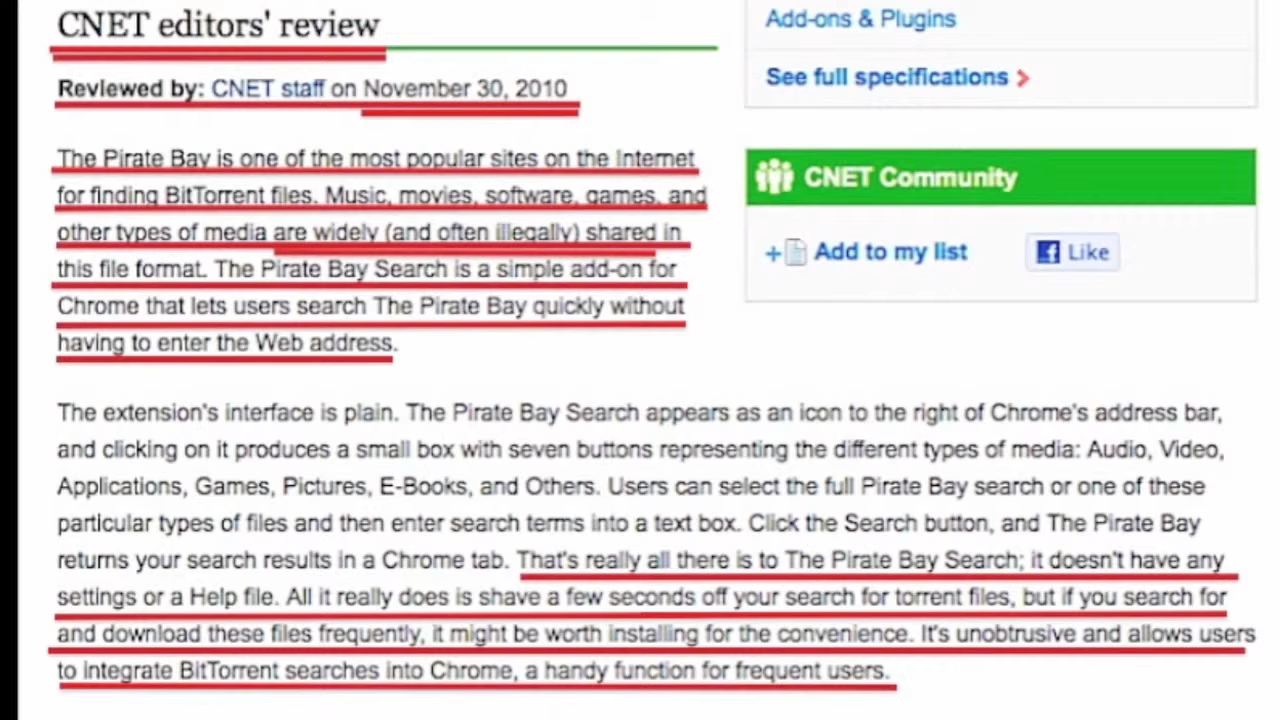 CNET editors' review
Reviewed by: CNET staff on November 30, 2010
The Pirate Bay is one of the most popular sites on the Internet
for finding BitTorrent files. Music, movies, software, games, and
other types of media are widely (and often illegally) shared in
this file format. The Pirate Bay Search is a simple add-on for
Chrome that lets users search The Pirate Bay quickly without
having to enter the Web address.
The extension's interface is plain. The Pirate Bay Search appears as an icon to the right of Chrome's address bar,
and clicking on it produces a small box with seven buttons representing the different types of media: Audio, Video,
Applications, Games, Pictures, E-Books, and Others. Users can select the full Pirate Bay search or one of these
particular types of files and then enter search terms into a text box. Click the Search button, and The Pirate Bay
returns your search results in a Chrome tab. That's really all there is to The Pirate Bay Search; it doesn't have any
settings or a Help file. All it really does is shave a few seconds off your search for torrent files, but if you search for
and download these files frequently, it might be worth installing for the convenience. It's unobtrusive and allows users
to integrate BitTorrent searches into Chrome, a handy function for frequent users.
Add-ons & Plugins
See full specifications
CNET Community
+ Add to my list
Like